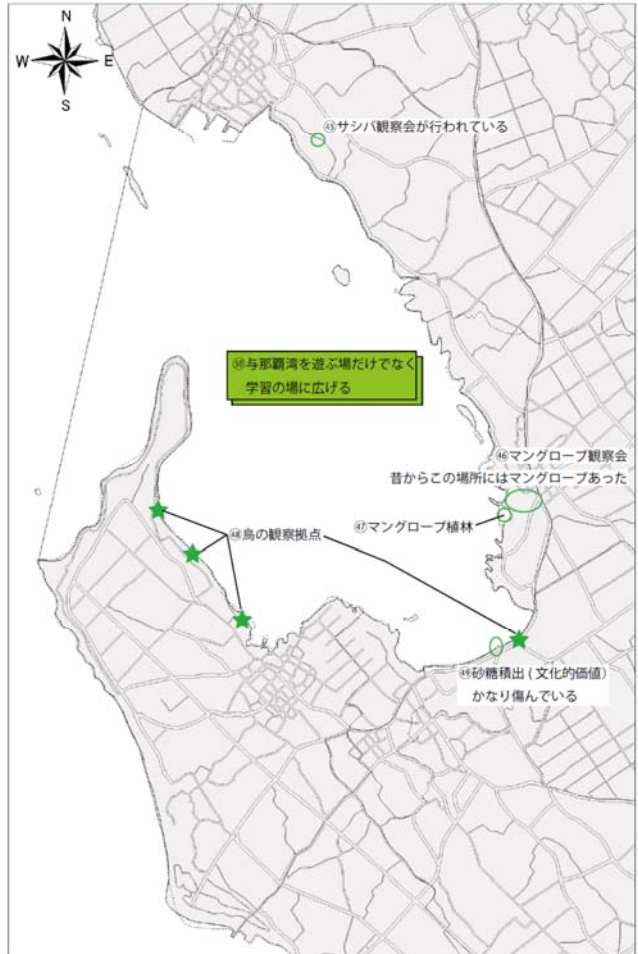 N
W E
S
㊺サシバ観察会が行われている
㊿与那覇湾を遊ぶ場だけでなく
学習の場に広げる
㊻マングローブ観察会
昔からこの場所にはマングローブあった
㊼マングローブ植林
㊽鳥の観察拠点
㊾砂糖積出(文化的価値)
かなり傷んでいる